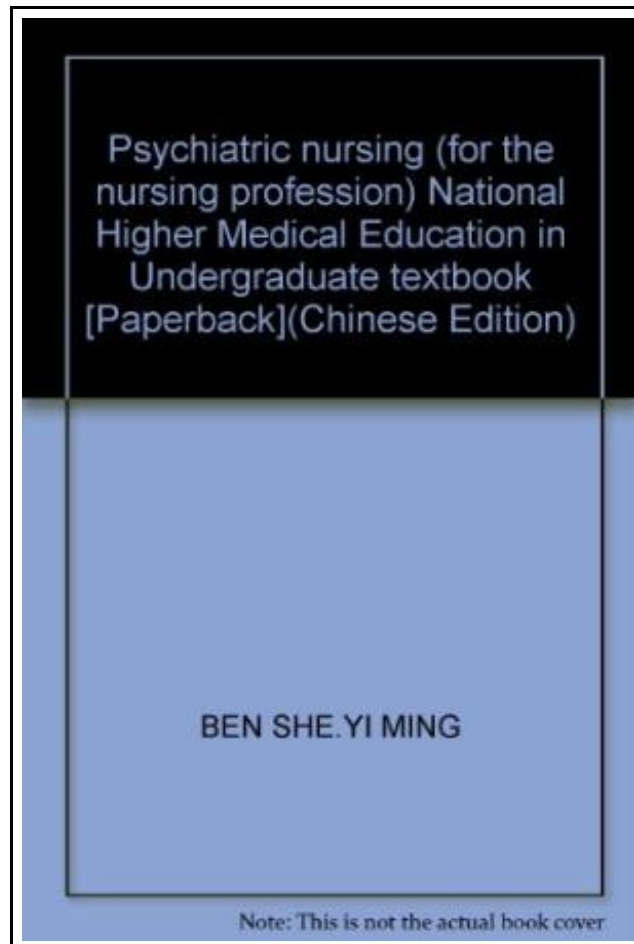 Psychiatric nursing (for the
nursing profession) National
Higher Medical Education in
Undergraduate textbook
[Paperback](Chinese Edition)
BEN SHE.YI MING
Note: This is not the actual book cover